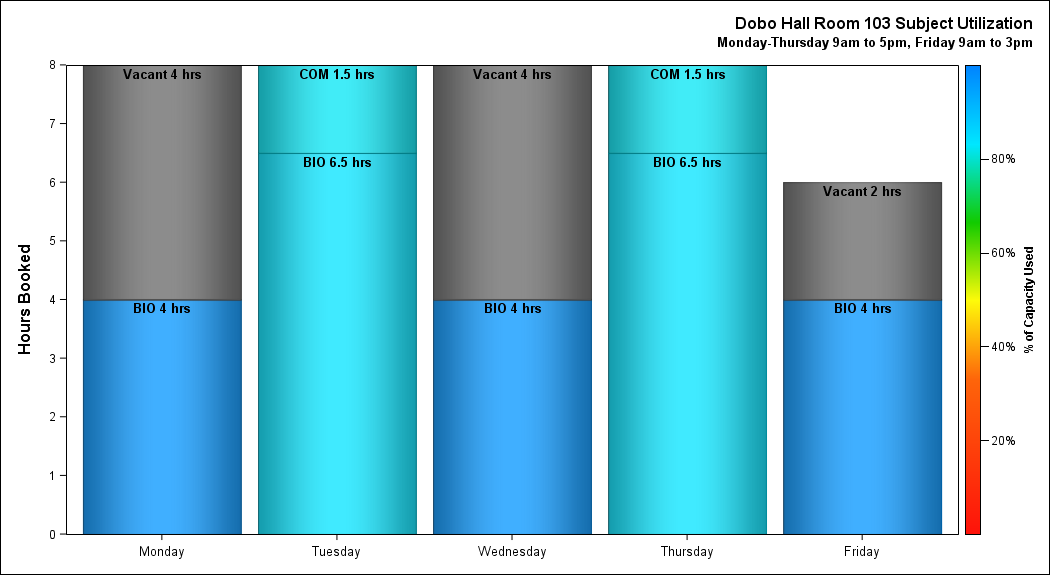 Dobo Hall Room 103 Subject Utilization
Monday-Thursday 9am to 5pm, Friday 9am to 3pm
Hours Booked
8
7
6
5
4
3
2
1
0
Vacant 4 hrs
BIO 4 hrs
COM 1.5 hrs
BIO 6.5 hrs
Vacant 4 hrs
BIO 4 hrs
COM 1.5 hrs
BIO 6.5 hrs
Vacant 2 hrs
BIO 4 hrs
Monday
Tuesday
Wednesday
Thursday
Friday
80%
60%
40%
20%
% of Capacity Used